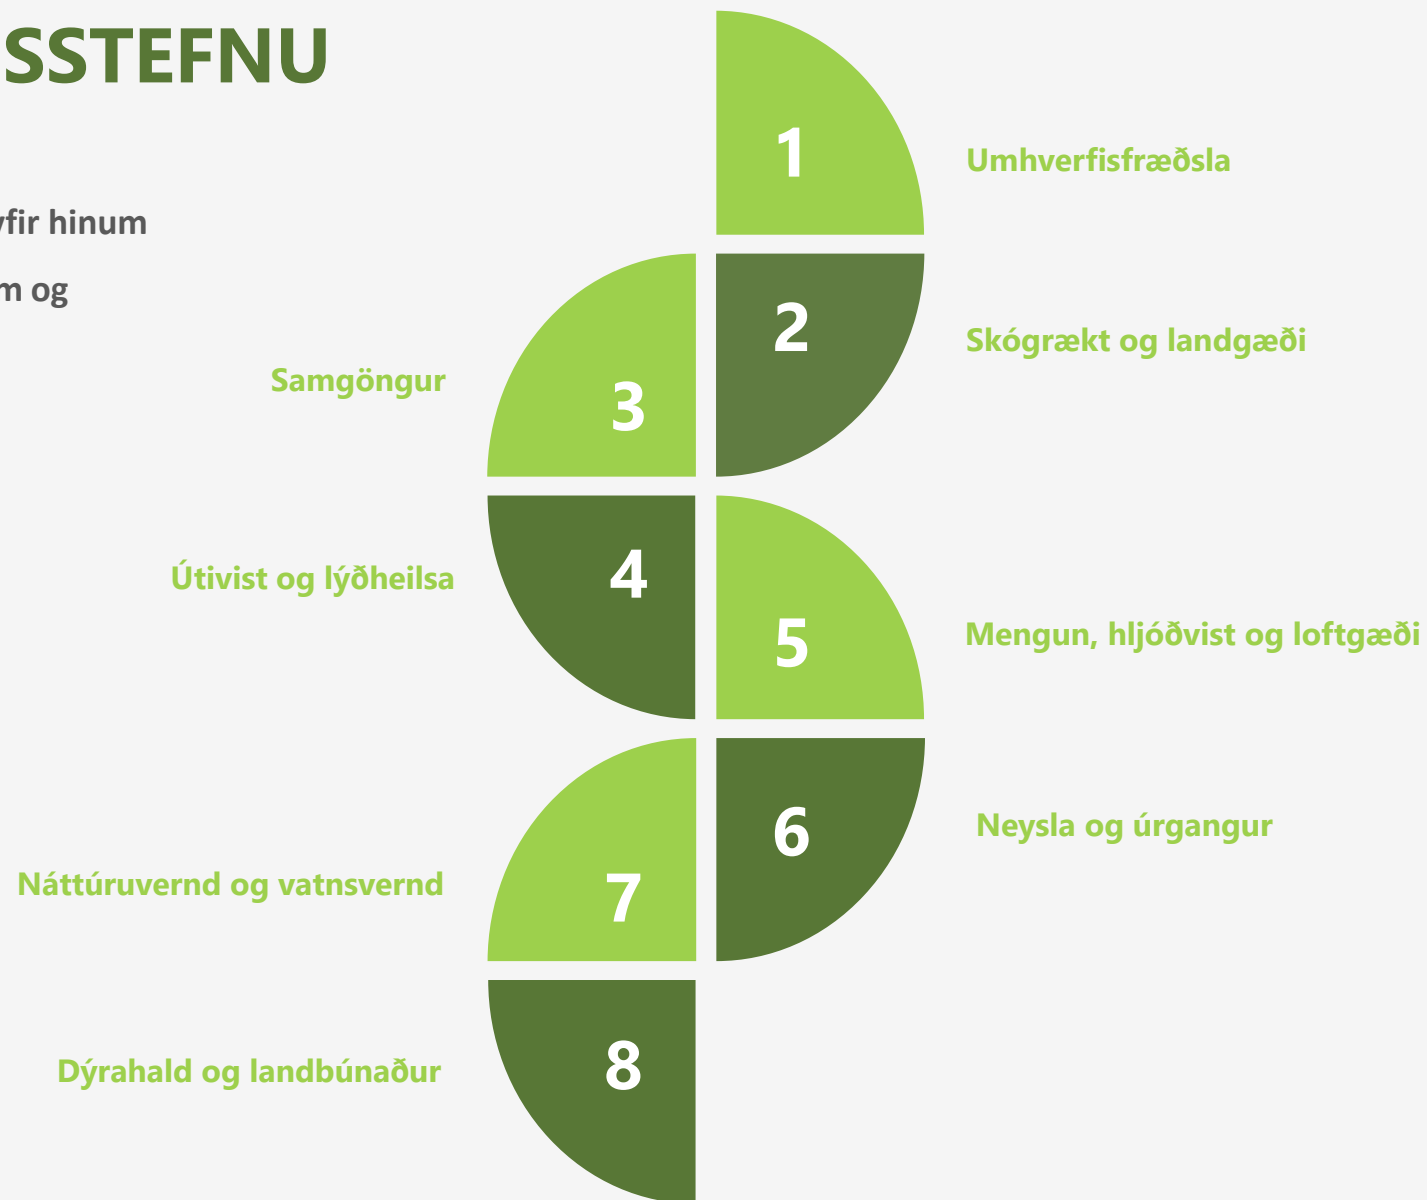 SSTEFNU
yfir hinum
m og
1
Umhverfisfræðsla
2
Skógrækt og landgæði
3
Samgöngur
4
Útivist og lýðheilsa
5
Mengun, hljóðvist og loftgæði
6
Neysla og úrgangur
7
Náttúruvernd og vatnsvernd
8
Dýrahald og landbúnaður